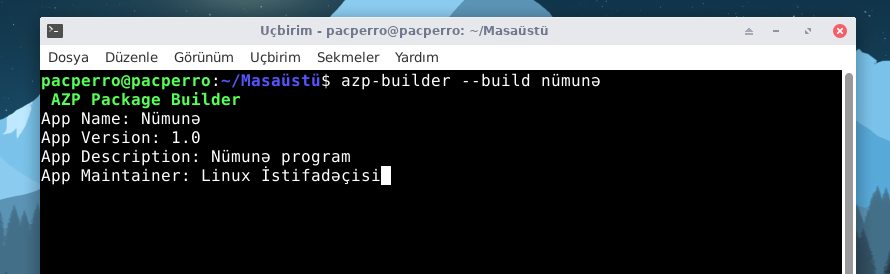 Uçbirim - pacperro@pacperro: ~/Masaüstü
Dosya Düzenle Görünüm Uçbirim Sekmeler Yardım
pacperro@pacperro:~/Masaüstü$ azp-builder --build nümunə
AZP Package Builder
App Name: Nümunə
App Version: 1.0
App Description: Nümunə program
App Maintainer: Linux İstifadəçisi